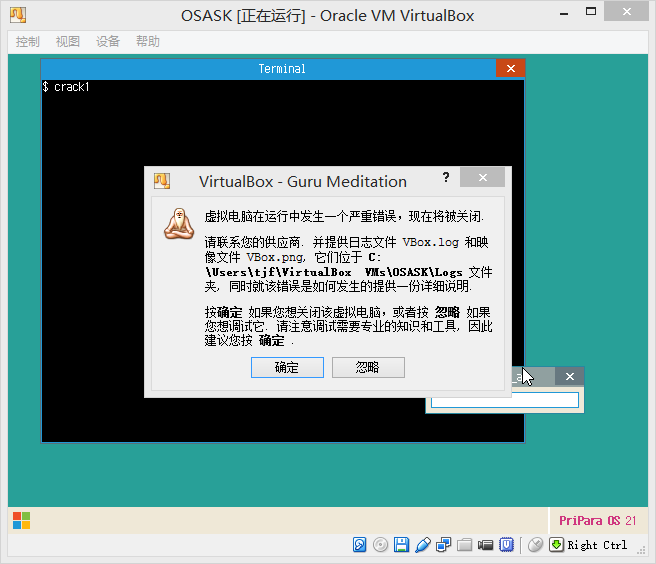 OSASK [正在运行] - Oracle VM VirtualBox
控制 视图 设备 帮助
Terminal
$ crack1
VirtualBox - Guru Meditation
虚拟电脑在运行中发生一个严重错误，现在将被关闭.
请联系您的供应商. 并提供日志文件 VBox.log 和映
像文件 VBox.png, 它们位于 C:
\Users\tjf\VirtualBox VMs\OSASK\Logs 文件
夹, 同时就该错误是如何发生的提供一份详细说明.
按确定 如果您想关闭该虚拟电脑，或者按 忽略 如果
您想调试它. 请注意调试需要专业的知识和工具, 因此
建议您按 确定 .
确定 忽略
PriPara OS 21
Right Ctrl